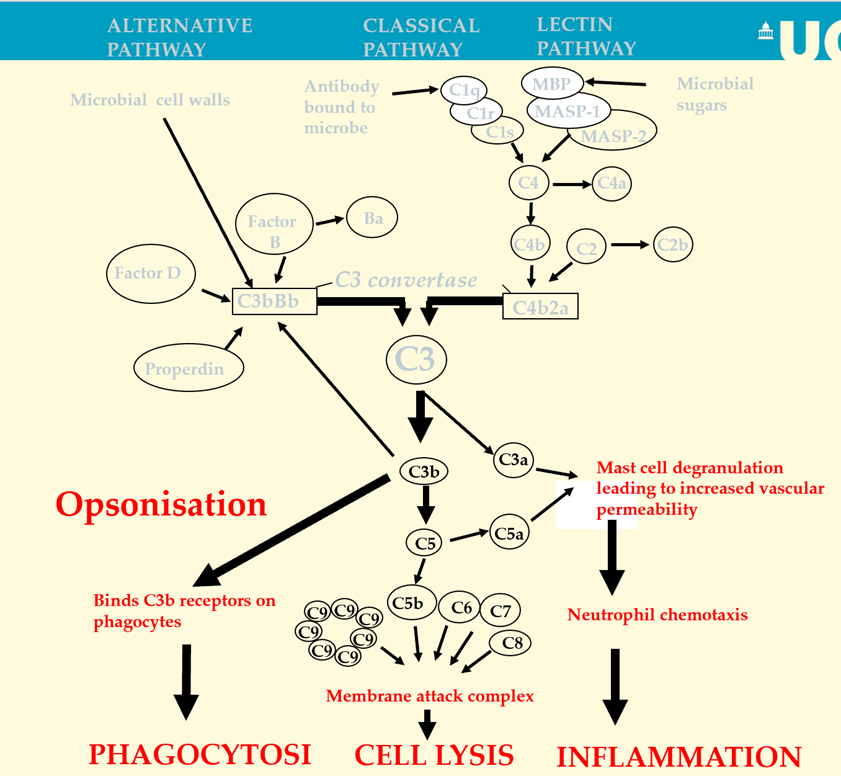 ALTERNATIVE
PATHWAY
CLASSICAL
PATHWAY
LECTIN
PATHWAY
UC
Microbial cell walls
Antibody
bound to
microbe
C1q
C1r
C1s
MBP
MASP-1
MASP-2
Microbial
sugars
C4
C4a
Factor
B
Ba
C4b
C2
C2b
Factor D
C3bBb
C3 convertase
C4b2a
Properdin
C3
C3b
C3a
Mast cell degranulation
leading to increased vascular
permeability
Opsonisation
C5
C5a
Binds C3b receptors on
phagocytes
C9
C9
C9
C9
C9
C9
C9
C5b
C6
C7
C8
Neutrophil chemotaxis
Membrane attack complex
PHAGOCYTOSI
CELL LYSIS
INFLAMMATION